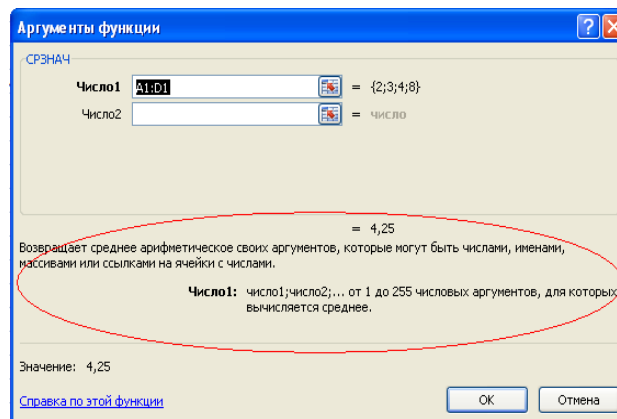 Аргументы функции
СРЗНАЧ
Число1 A1:D1 = {2;3;4;8}
Число2 = число
= 4,25
Возвращает среднее арифметическое своих аргументов, которые могут быть числами, именами,
массивами или ссылками на ячейки с числами.
Число1: число1;число2;... от 1 до 255 числовых аргументов, для которых
вычисляется среднее.
Значение: 4,25
Справка по этой функции
ОК
Отмена